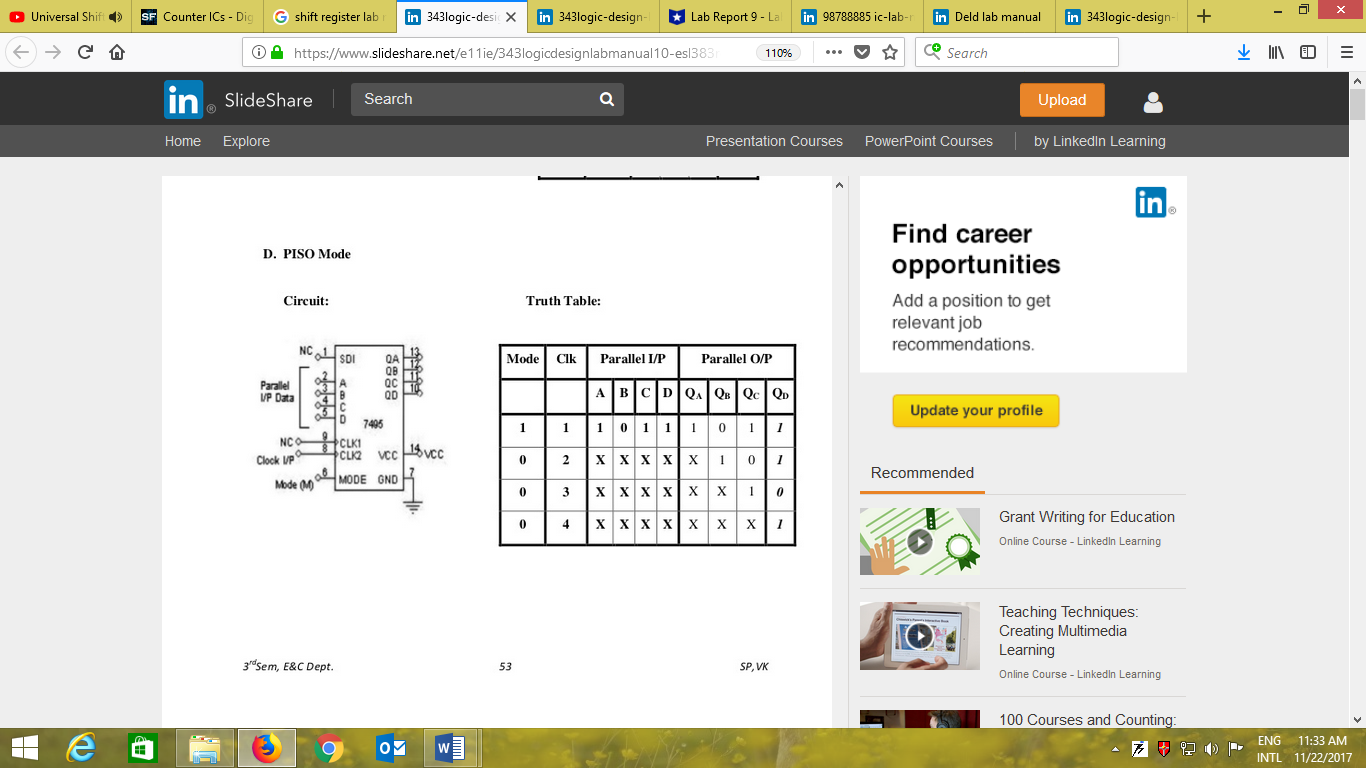 Universal Shift
Counter ICs - Dig
shift register lab m
343logic-desig
343logic-design-
Lab Report 9 - La
98788885 ic-lab-m
Deld lab manual
343logic-design-
https://www.slideshare.net/e11ie/343logicdesignlabmanual10-esl383
110%
Search
in® SlideShare
Search
Upload
Home
Explore
Presentation Courses
PowerPoint Courses
by LinkedIn Learning
D. PISO Mode
Circuit:
Truth Table:
NC 1 SDI QA 13
QB 12
Parallel I/P Data
2 A QC 11
3 B QD 10
4 C
5 D
7495
NC 9 CLK1
Clock I/P 8 CLK2 VCC 14 VCC
Mode (M) 6 MODE GND 7
Mode Clk Parallel I/P Parallel O/P
A B C D QA QB QC QD
1 1 1 0 1 1 1 0 1 1
0 2 X X X X X 1 0 1
0 3 X X X X X X 1 0
0 4 X X X X X X X 1
3rdSem, E&C Dept.
53
SP,VK
in®
Find career
opportunities
Add a position to get
relevant job
recommendations.
Update your profile
Recommended
Grant Writing for Education
Online Course - LinkedIn Learning
Teaching Techniques:
Creating Multimedia
Learning
Online Course - LinkedIn Learning
100 Courses and Counting:
ENG
INTL
11:33 AM
11/22/2017